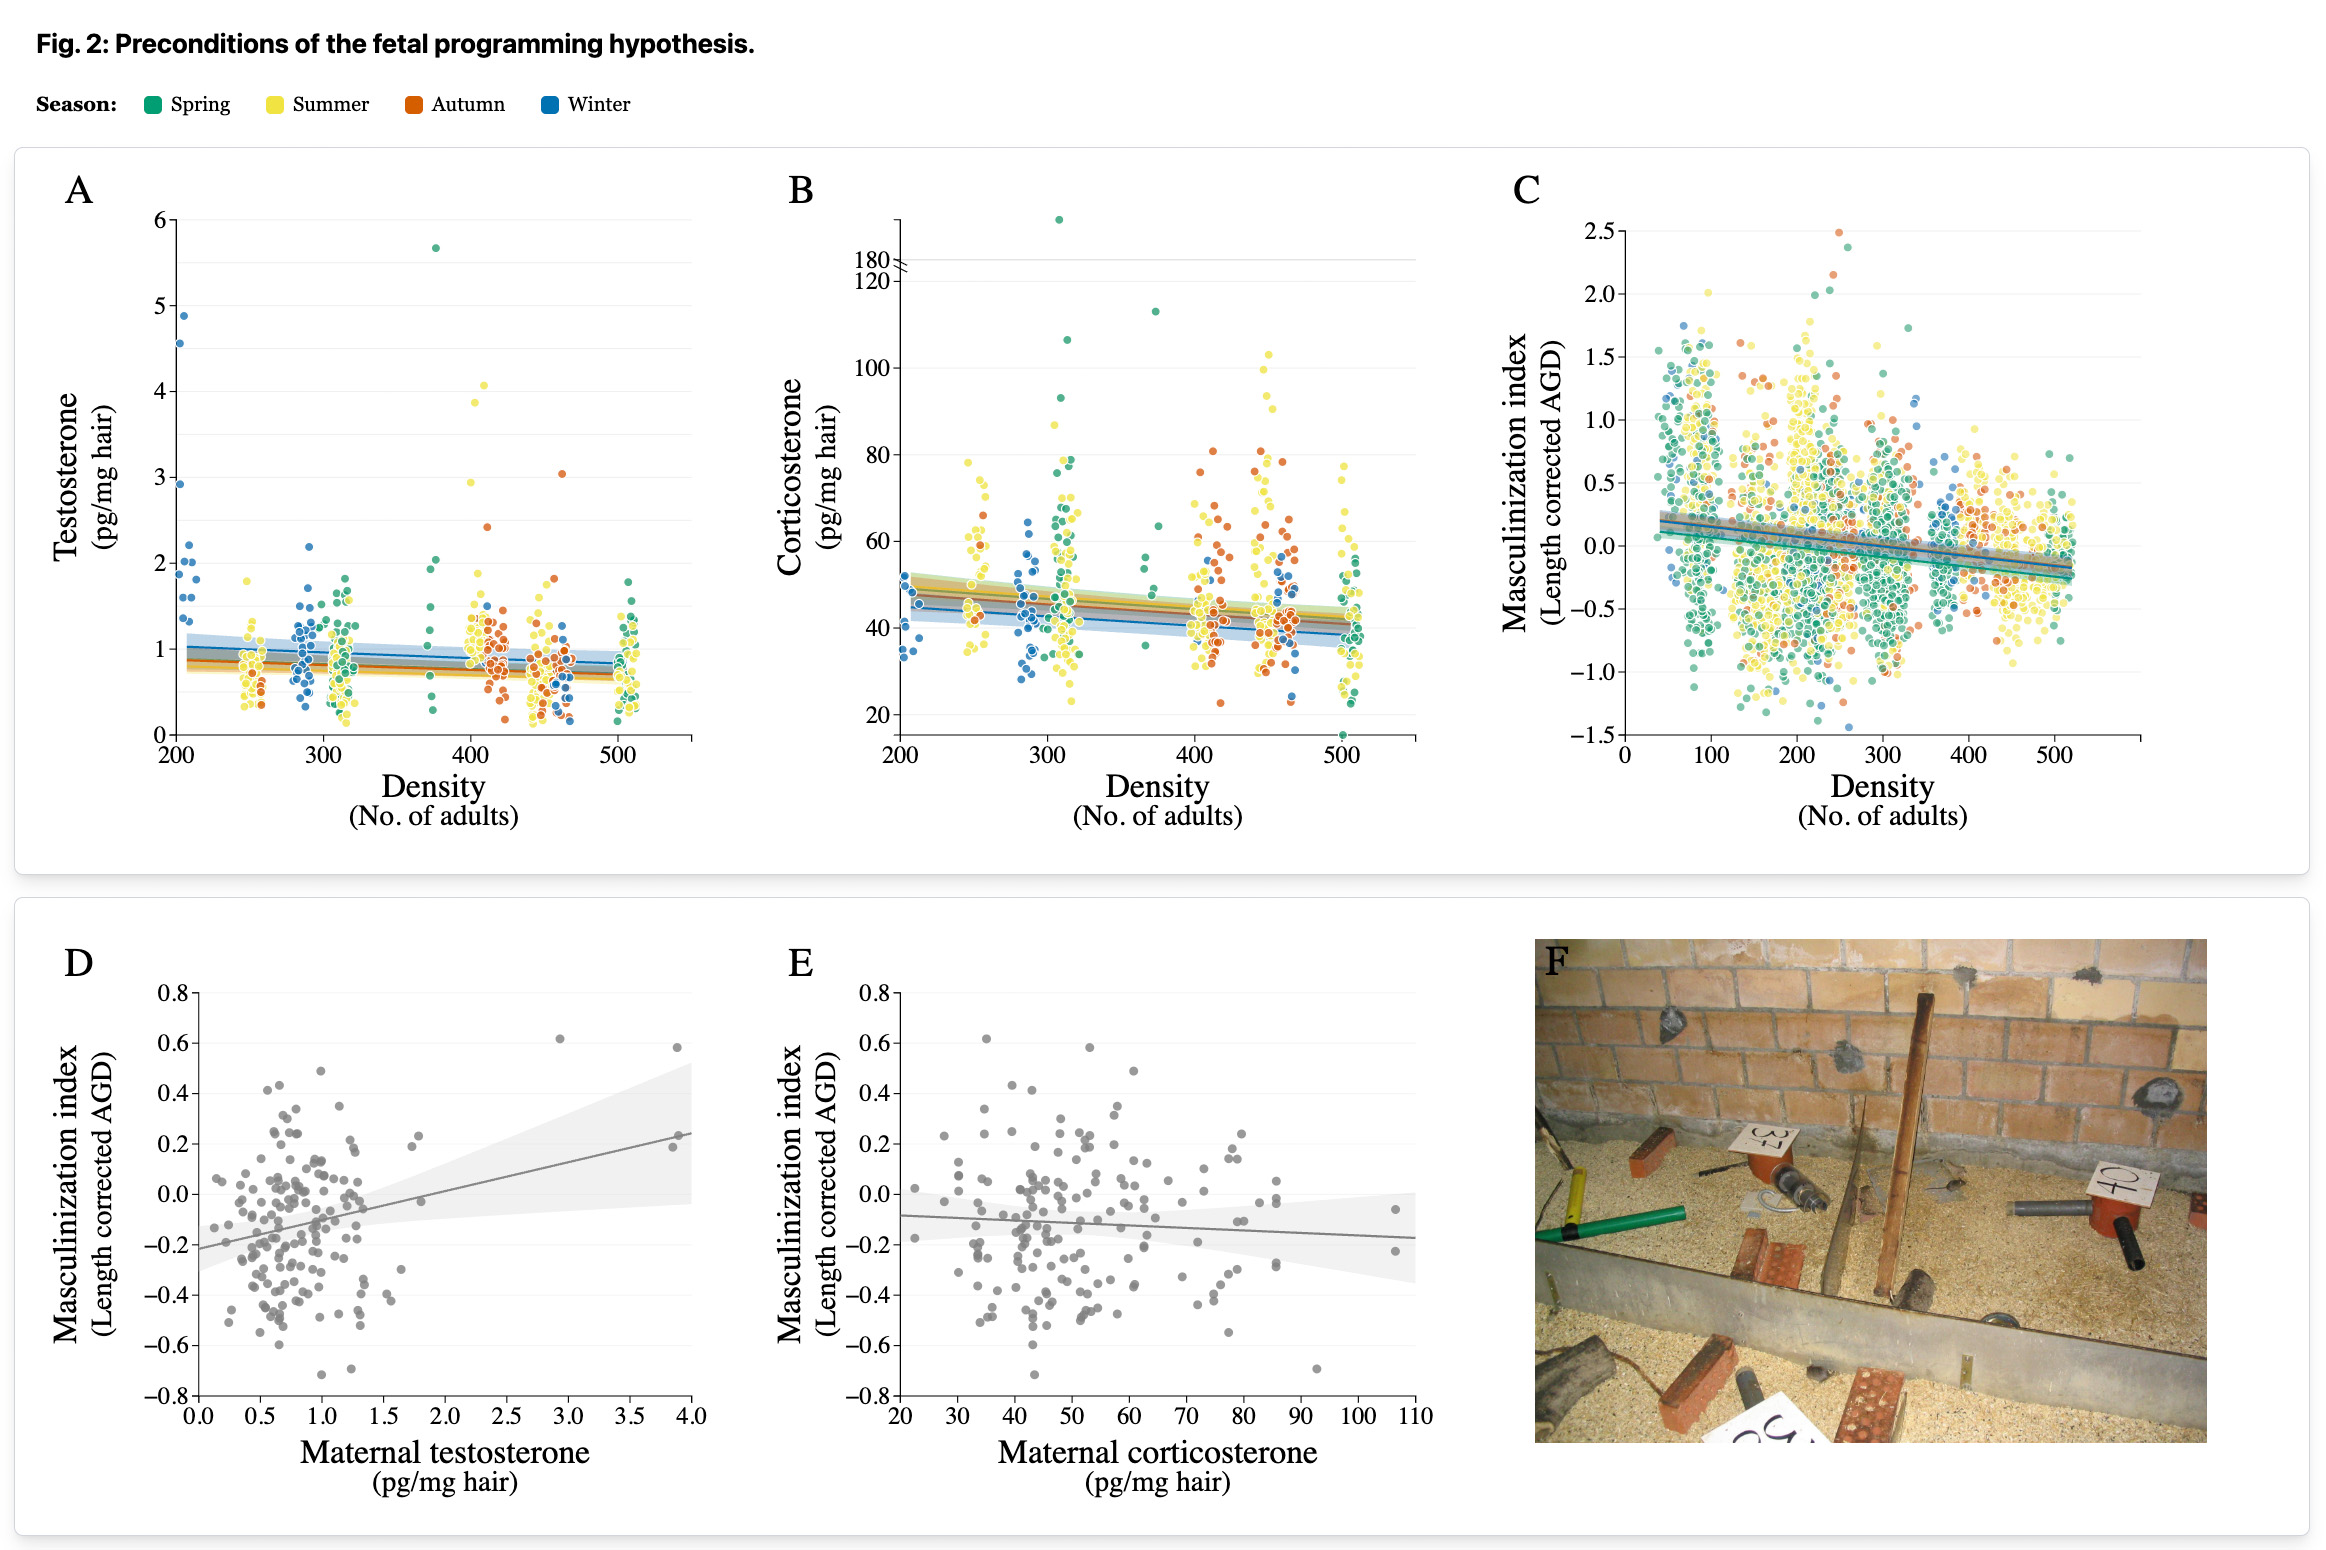 Fig. 2: Preconditions of the fetal programming hypothesis.
Season: Spring Summer Autumn Winter
A
6
5
4
3
2
1
0
200 300 400 500
Testosterone
(pg/mg hair)
Density
(No. of adults)
B
180
120
100
80
60
40
20
200 300 400 500
Corticosterone
(pg/mg hair)
Density
(No. of adults)
C
2.5
2.0
1.5
1.0
0.5
0.0
−0.5
−1.0
−1.5
0 100 200 300 400 500
Masculinization index
(Length corrected AGD)
Density
(No. of adults)
D
0.8
0.6
0.4
0.2
0.0
−0.2
−0.4
−0.6
−0.8
0.0 0.5 1.0 1.5 2.0 2.5 3.0 3.5 4.0
Masculinization index
(Length corrected AGD)
Maternal testosterone
(pg/mg hair)
E
0.8
0.6
0.4
0.2
0.0
−0.2
−0.4
−0.6
−0.8
20 30 40 50 60 70 80 90 100 110
Masculinization index
(Length corrected AGD)
Maternal corticosterone
(pg/mg hair)
F
37
40